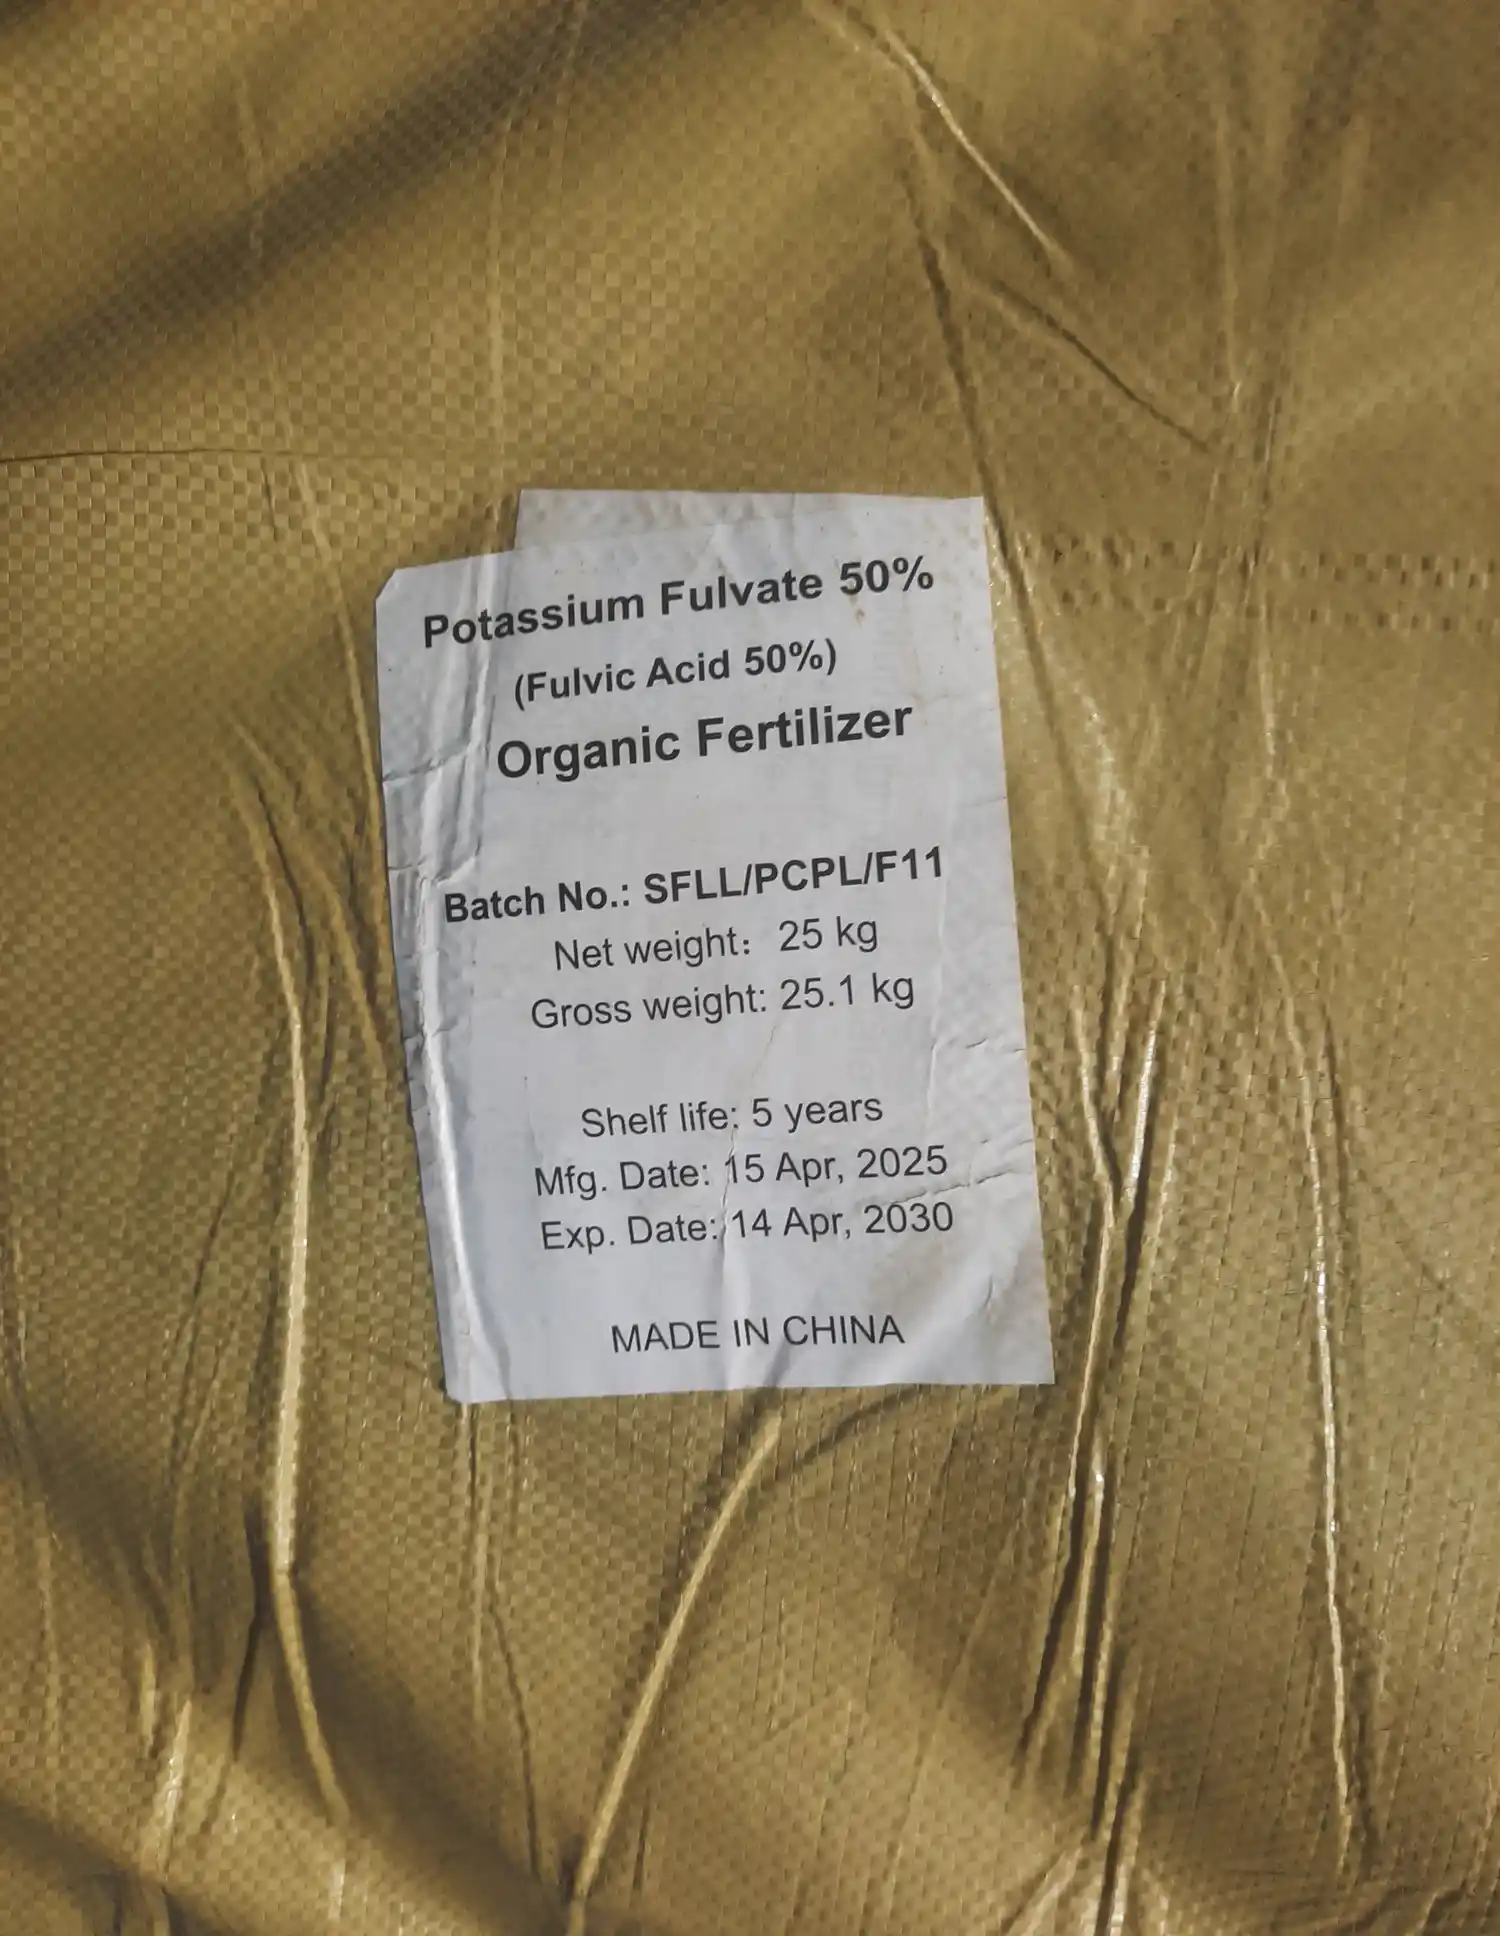 Potassium Fulvate 50%
(Fulvic Acid 50%)
Organic Fertilizer
Batch No.: SFLL/PCPL/F11
Net weight： 25 kg
Gross weight: 25.1 kg
Shelf life: 5 years
Mfg. Date: 15 Apr, 2025
Exp. Date: 14 Apr, 2030
MADE IN CHINA